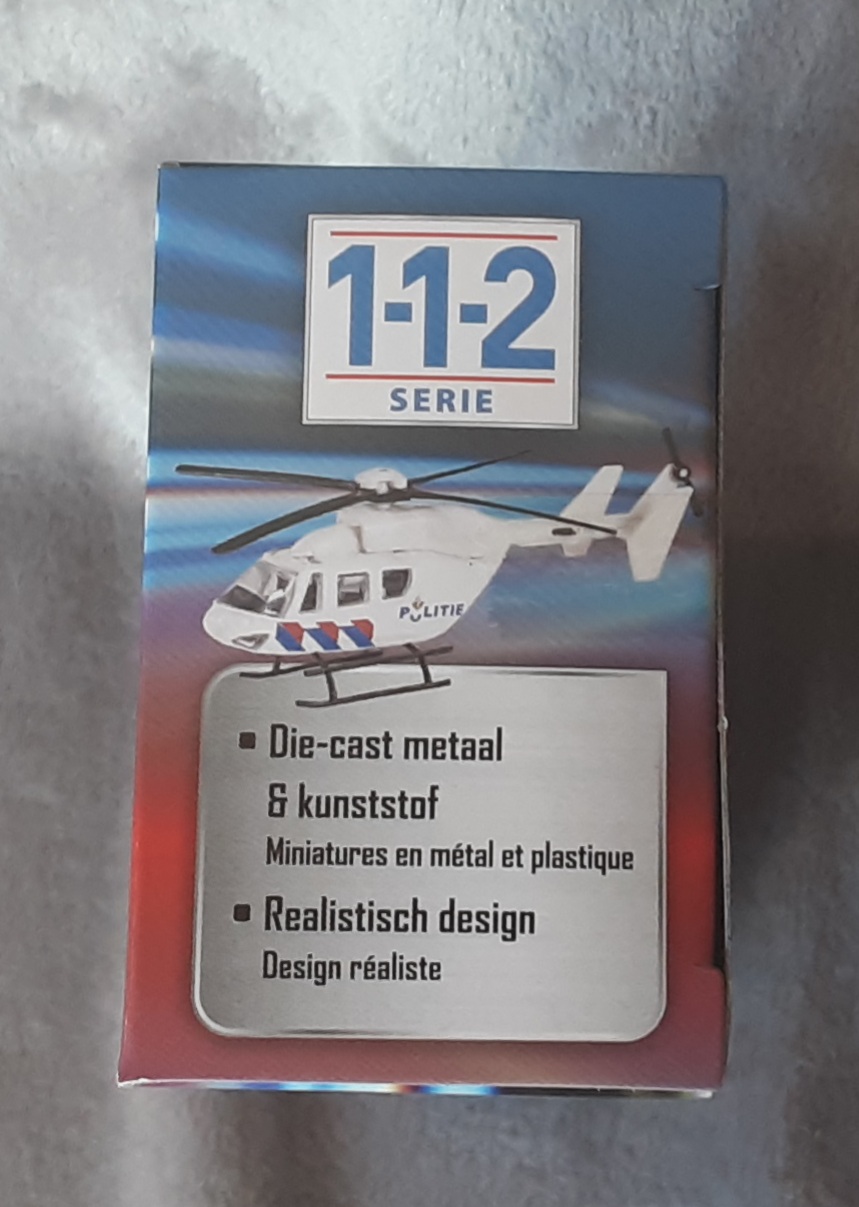 1-1-2
SERIE
POLITIE
Die-cast metaal
& kunststof
Miniatures en métal et plastique
Realistisch design
Design réaliste